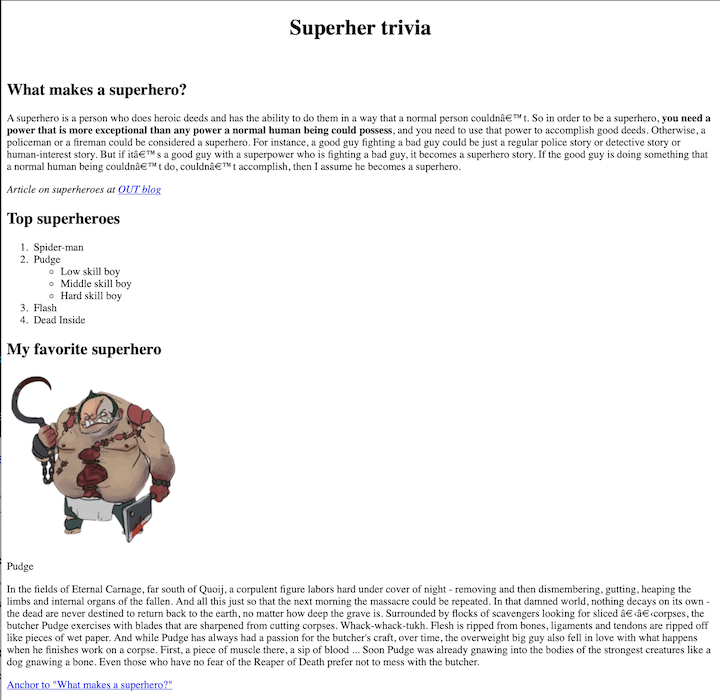 Superher trivia
What makes a superhero?
A superhero is a person who does heroic deeds and has the ability to do them in a way that a normal person couldnâ€™t. So in order to be a superhero, you need a
power that is more exceptional than any power a normal human being could possess, and you need to use that power to accomplish good deeds. Otherwise, a
policeman or a fireman could be considered a superhero. For instance, a good guy fighting a bad guy could be just a regular police story or detective story or
human-interest story. But if itâ€™s a good guy with a superpower who is fighting a bad guy, it becomes a superhero story. If the good guy is doing something that
a normal human being couldnâ€™t do, couldnâ€™t accomplish, then I assume he becomes a superhero.
Article on superheroes at OUT blog
Top superheroes
1. Spider-man
2. Pudge
◦ Low skill boy
◦ Middle skill boy
◦ Hard skill boy
3. Flash
4. Dead Inside
My favorite superhero
Pudge
In the fields of Eternal Carnage, far south of Quoij, a corpulent figure labors hard under cover of night - removing and then dismembering, gutting, heaping the
limbs and internal organs of the fallen. And all this just so that the next morning the massacre could be repeated. In that damned world, nothing decays on its own -
the dead are never destined to return back to the earth, no matter how deep the grave is. Surrounded by flocks of scavengers looking for sliced â€‹â€‹corpses, the
butcher Pudge exercises with blades that are sharpened from cutting corpses. Whack-whack-tukh. Flesh is ripped from bones, ligaments and tendons are ripped off
like pieces of wet paper. And while Pudge has always had a passion for the butcher's craft, over time, the overweight big guy also fell in love with what happens
when he finishes work on a corpse. First, a piece of muscle there, a sip of blood ... Soon Pudge was already gnawing into the bodies of the strongest creatures like a
dog gnawing a bone. Even those who have no fear of the Reaper of Death prefer not to mess with the butcher.
Anchor to "What makes a superhero?"